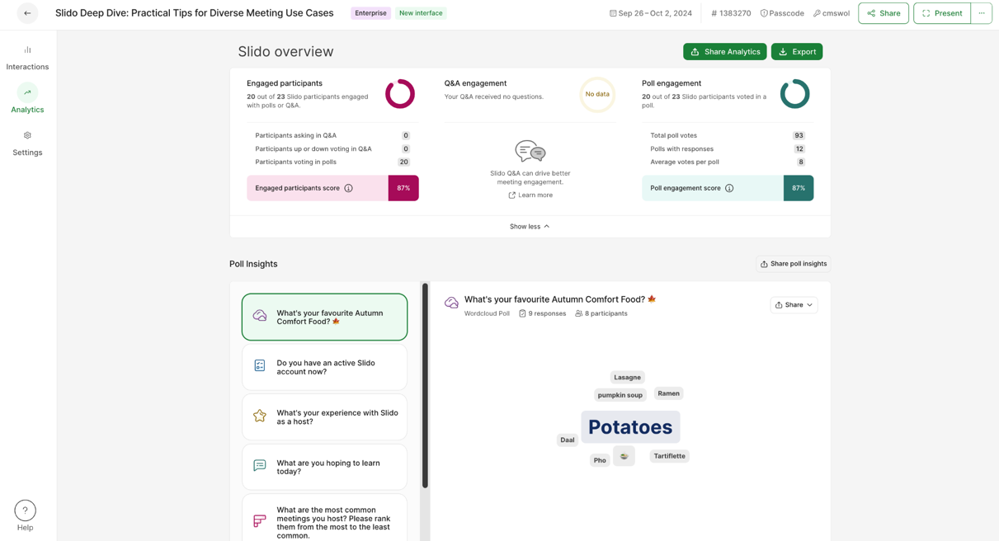 Slido Deep Dive: Practical Tips for Diverse Meeting Use Cases
Enterprise
New interface
Sep 26 – Oct 2, 2024
# 1383270
Passcode
cmswol
Share
Present
Interactions
Analytics
Settings
Help
Slido overview
Share Analytics
Export
Engaged participants
20 out of 23 Slido participants engaged
with polls or Q&A.
Participants asking in Q&A 0
Participants up or down voting in Q&A 0
Participants voting in polls 20
Engaged participants score 87%
Q&A engagement
Your Q&A received no questions.
No data
Slido Q&A can drive better
meeting engagement.
Learn more
Poll engagement
20 out of 23 Slido participants voted in a
poll.
Total poll votes 93
Polls with responses 12
Average votes per poll 8
Poll engagement score 87%
Show less
Poll Insights
Share poll insights
What's your favourite Autumn
Comfort Food? 🍁
Do you have an active Slido
account now?
What's your experience with Slido
as a host?
What are you hoping to learn
today?
What are the most common
meetings you host? Please rank
them from the most to the least
common.
What's your favourite Autumn Comfort Food? 🍁
Wordcloud Poll 9 responses 8 participants
Share
Lasagne
pumpkin soup
Ramen
Potatoes
Daal
Pho
Tartiflette